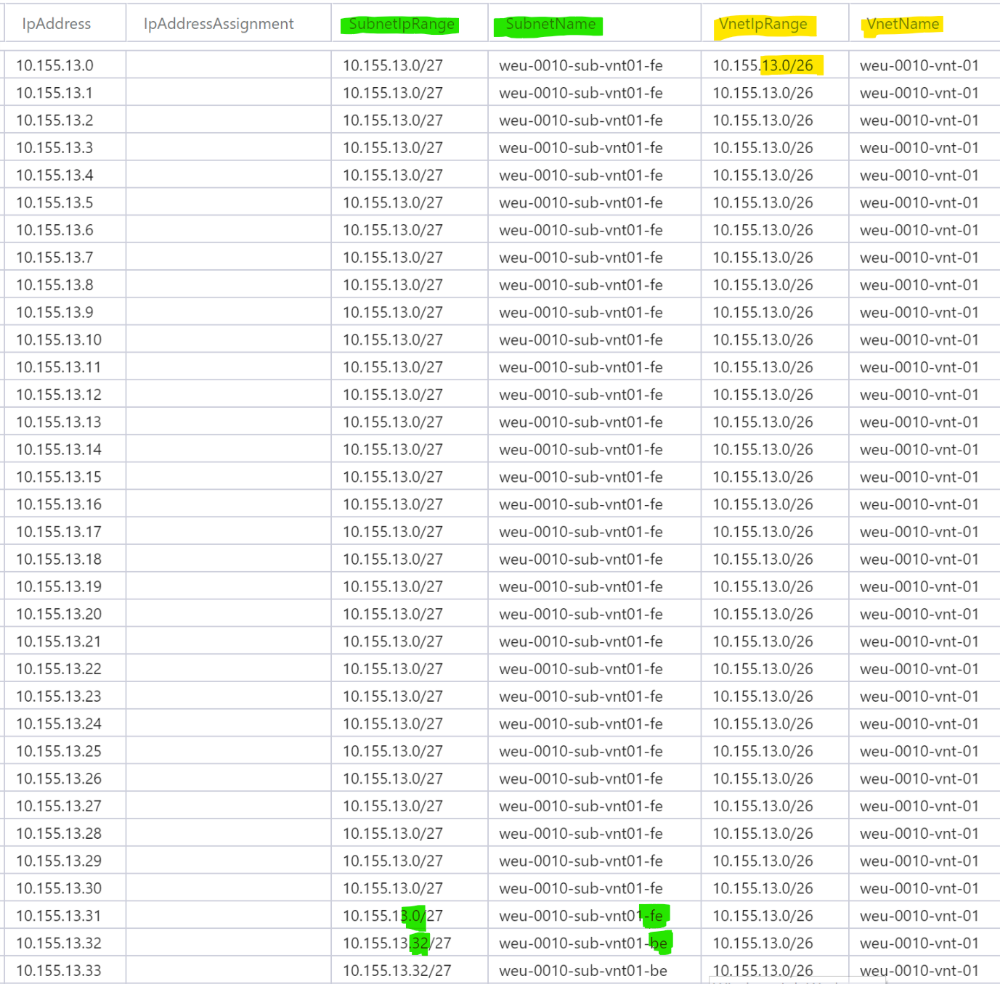 IpAddress IpAddressAssignment SubnetIpRange SubnetName VnetIpRange VnetName
10.155.13.0 10.155.13.0/27 weu-0010-sub-vnt01-fe 10.155.13.0/26 weu-0010-vnt-01
10.155.13.1 10.155.13.0/27 weu-0010-sub-vnt01-fe 10.155.13.0/26 weu-0010-vnt-01
10.155.13.2 10.155.13.0/27 weu-0010-sub-vnt01-fe 10.155.13.0/26 weu-0010-vnt-01
10.155.13.3 10.155.13.0/27 weu-0010-sub-vnt01-fe 10.155.13.0/26 weu-0010-vnt-01
10.155.13.4 10.155.13.0/27 weu-0010-sub-vnt01-fe 10.155.13.0/26 weu-0010-vnt-01
10.155.13.5 10.155.13.0/27 weu-0010-sub-vnt01-fe 10.155.13.0/26 weu-0010-vnt-01
10.155.13.6 10.155.13.0/27 weu-0010-sub-vnt01-fe 10.155.13.0/26 weu-0010-vnt-01
10.155.13.7 10.155.13.0/27 weu-0010-sub-vnt01-fe 10.155.13.0/26 weu-0010-vnt-01
10.155.13.8 10.155.13.0/27 weu-0010-sub-vnt01-fe 10.155.13.0/26 weu-0010-vnt-01
10.155.13.9 10.155.13.0/27 weu-0010-sub-vnt01-fe 10.155.13.0/26 weu-0010-vnt-01
10.155.13.10 10.155.13.0/27 weu-0010-sub-vnt01-fe 10.155.13.0/26 weu-0010-vnt-01
10.155.13.11 10.155.13.0/27 weu-0010-sub-vnt01-fe 10.155.13.0/26 weu-0010-vnt-01
10.155.13.12 10.155.13.0/27 weu-0010-sub-vnt01-fe 10.155.13.0/26 weu-0010-vnt-01
10.155.13.13 10.155.13.0/27 weu-0010-sub-vnt01-fe 10.155.13.0/26 weu-0010-vnt-01
10.155.13.14 10.155.13.0/27 weu-0010-sub-vnt01-fe 10.155.13.0/26 weu-0010-vnt-01
10.155.13.15 10.155.13.0/27 weu-0010-sub-vnt01-fe 10.155.13.0/26 weu-0010-vnt-01
10.155.13.16 10.155.13.0/27 weu-0010-sub-vnt01-fe 10.155.13.0/26 weu-0010-vnt-01
10.155.13.17 10.155.13.0/27 weu-0010-sub-vnt01-fe 10.155.13.0/26 weu-0010-vnt-01
10.155.13.18 10.155.13.0/27 weu-0010-sub-vnt01-fe 10.155.13.0/26 weu-0010-vnt-01
10.155.13.19 10.155.13.0/27 weu-0010-sub-vnt01-fe 10.155.13.0/26 weu-0010-vnt-01
10.155.13.20 10.155.13.0/27 weu-0010-sub-vnt01-fe 10.155.13.0/26 weu-0010-vnt-01
10.155.13.21 10.155.13.0/27 weu-0010-sub-vnt01-fe 10.155.13.0/26 weu-0010-vnt-01
10.155.13.22 10.155.13.0/27 weu-0010-sub-vnt01-fe 10.155.13.0/26 weu-0010-vnt-01
10.155.13.23 10.155.13.0/27 weu-0010-sub-vnt01-fe 10.155.13.0/26 weu-0010-vnt-01
10.155.13.24 10.155.13.0/27 weu-0010-sub-vnt01-fe 10.155.13.0/26 weu-0010-vnt-01
10.155.13.25 10.155.13.0/27 weu-0010-sub-vnt01-fe 10.155.13.0/26 weu-0010-vnt-01
10.155.13.26 10.155.13.0/27 weu-0010-sub-vnt01-fe 10.155.13.0/26 weu-0010-vnt-01
10.155.13.27 10.155.13.0/27 weu-0010-sub-vnt01-fe 10.155.13.0/26 weu-0010-vnt-01
10.155.13.28 10.155.13.0/27 weu-0010-sub-vnt01-fe 10.155.13.0/26 weu-0010-vnt-01
10.155.13.29 10.155.13.0/27 weu-0010-sub-vnt01-fe 10.155.13.0/26 weu-0010-vnt-01
10.155.13.30 10.155.13.0/27 weu-0010-sub-vnt01-fe 10.155.13.0/26 weu-0010-vnt-01
10.155.13.31 10.155.13.0/27 weu-0010-sub-vnt01-fe 10.155.13.0/26 weu-0010-vnt-01
10.155.13.32 10.155.13.32/27 weu-0010-sub-vnt01-be 10.155.13.0/26 weu-0010-vnt-01
10.155.13.33 10.155.13.32/27 weu-0010-sub-vnt01-be 10.155.13.0/26 weu-0010-vnt-01